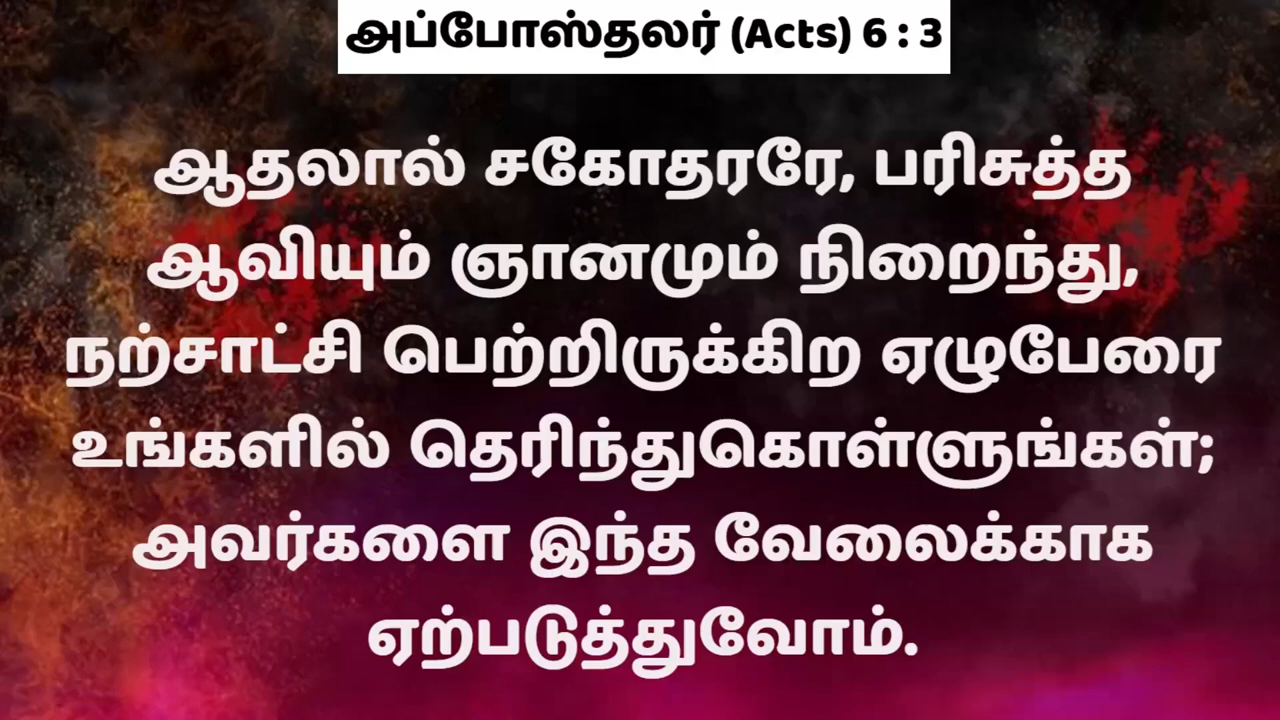 அப்போஸ்தலர் (Acts) 6 : 3
ஆதலால் சகோதரரே, பரிசுத்த
ஆவியும் ஞானமும் நிறைந்து,
நற்சாட்சி பெற்றிருக்கிற ஏழுபேரை
உங்களில் தெரிந்துகொள்ளுங்கள்;
அவர்களை இந்த வேலைக்காக
ஏற்படுத்துவோம்.